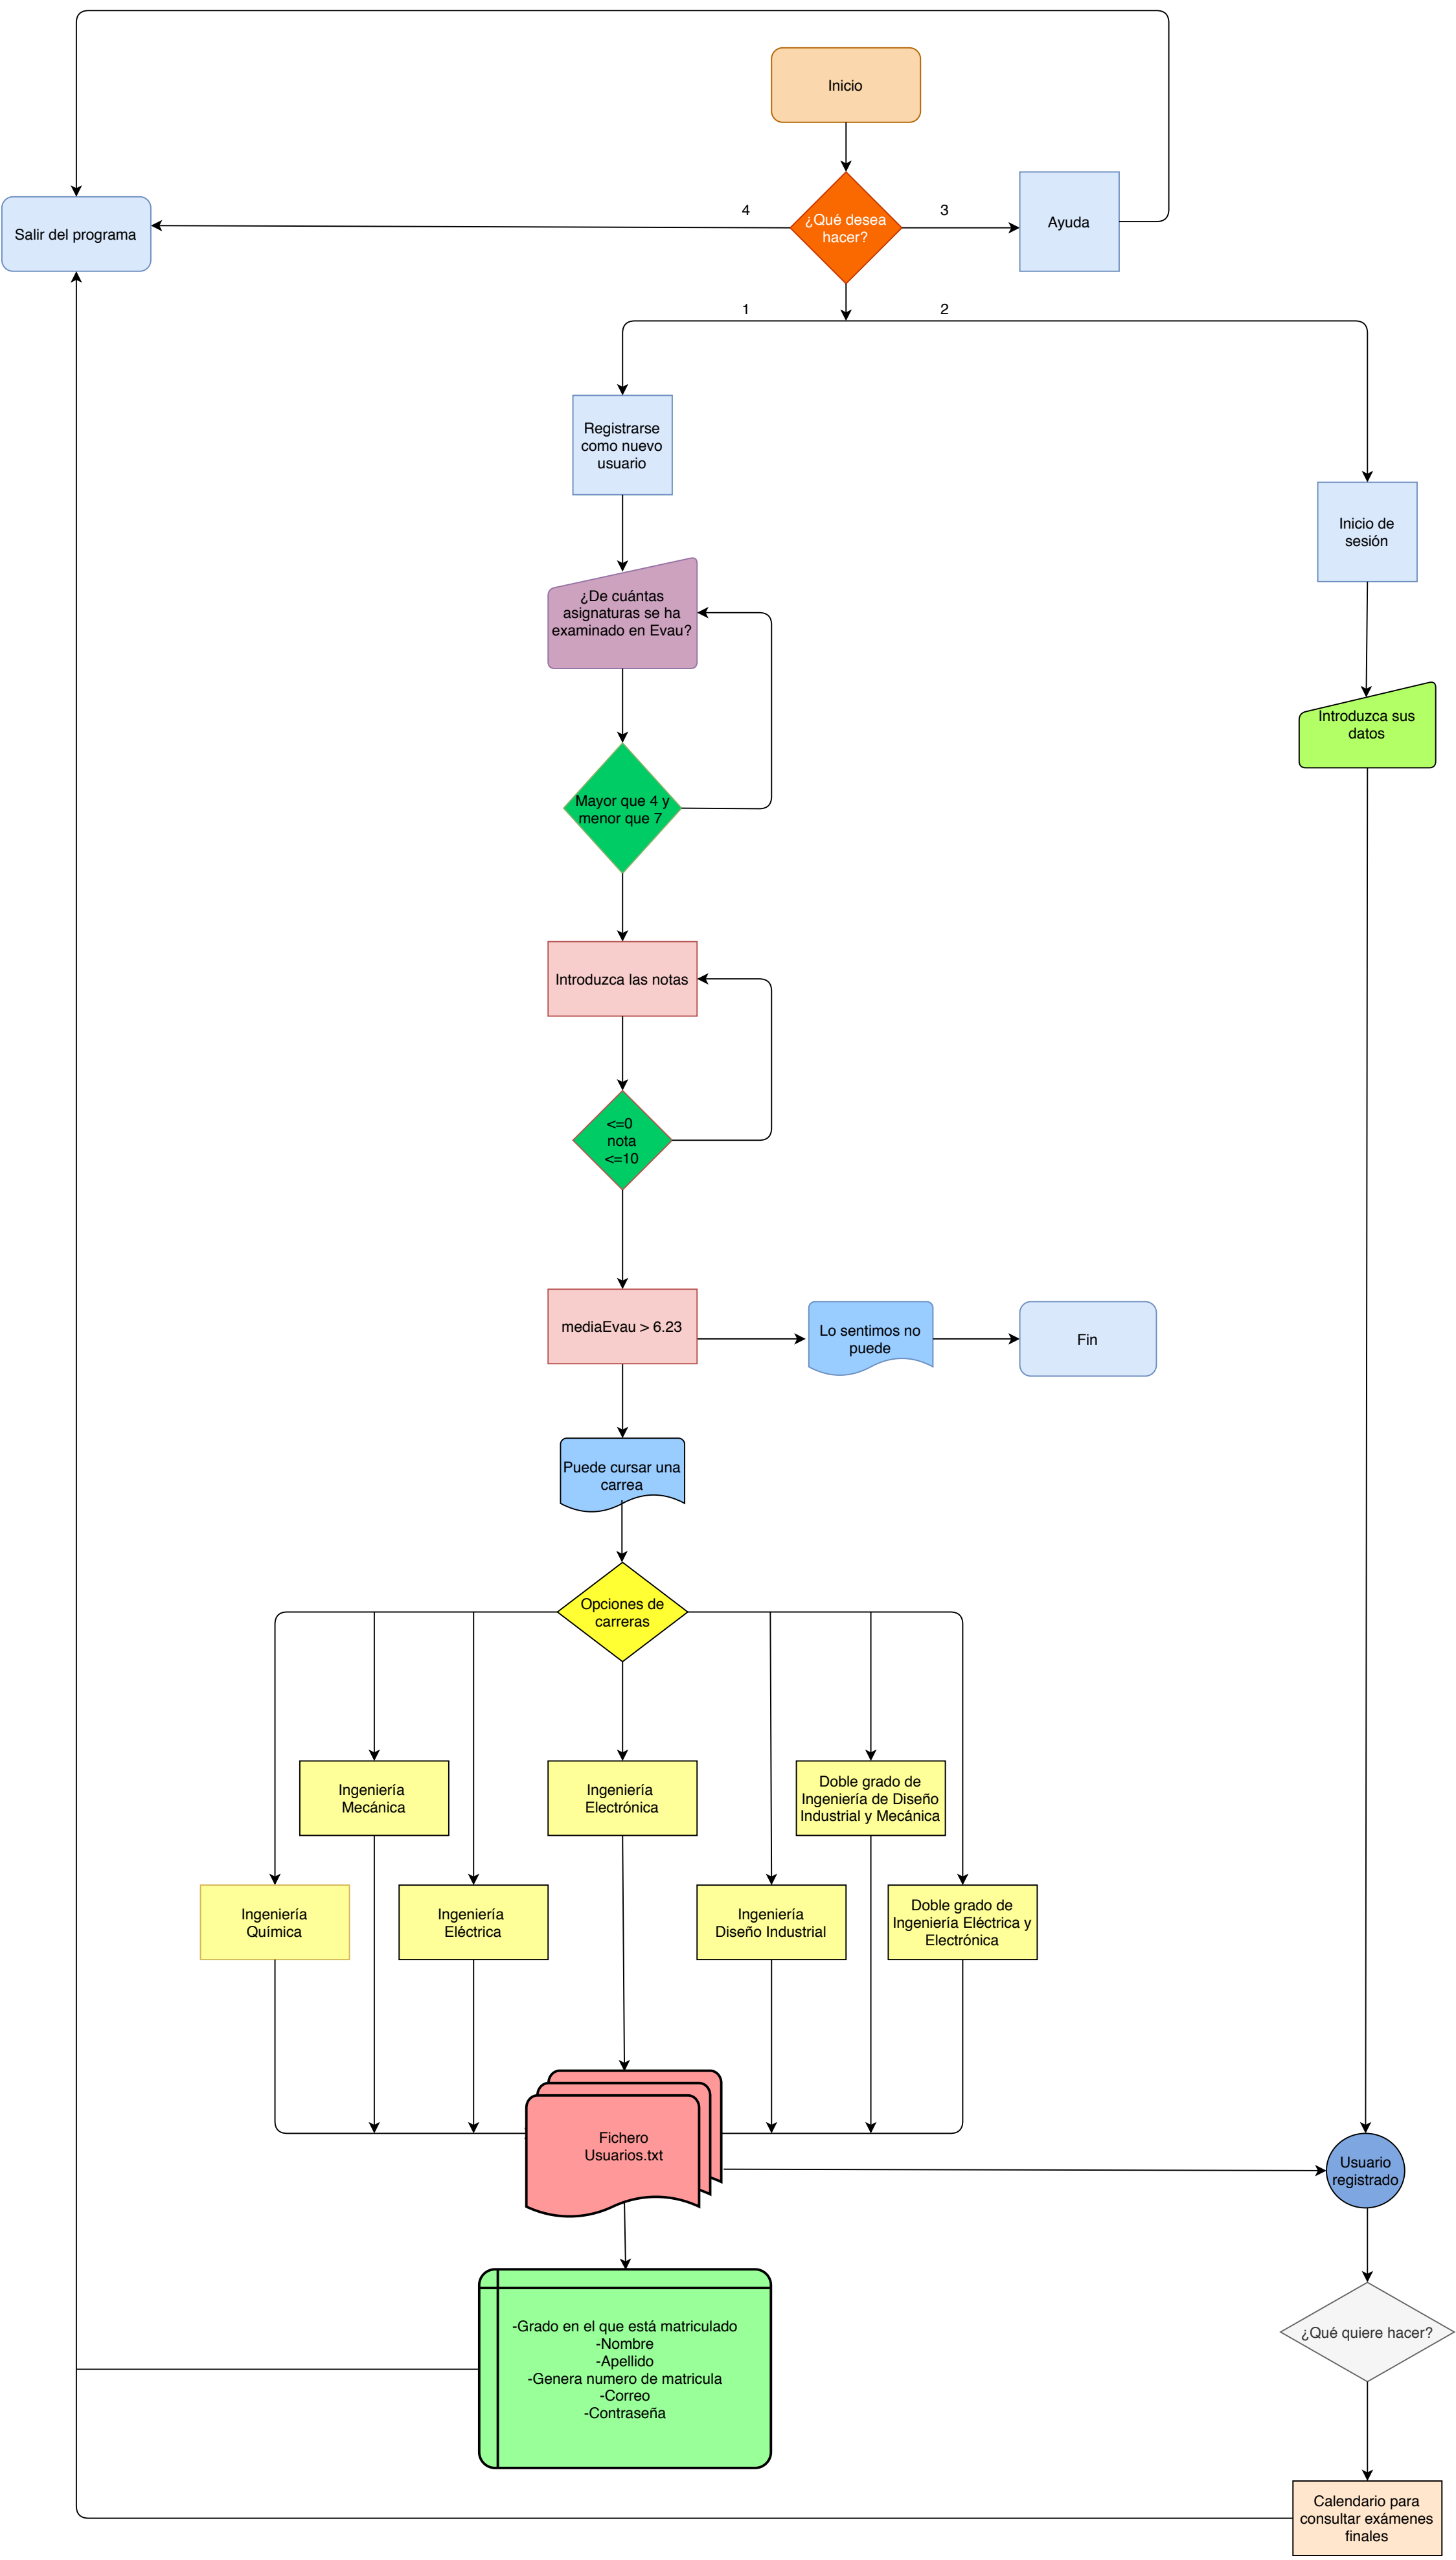 Inicio
Salir del programa
4
¿Qué desea
hacer?
3
Ayuda
1
2
Registrarse
como nuevo
usuario
Inicio de
sesión
¿De cuántas
asignaturas se ha
examinado en Evau?
Introduzca sus
datos
Mayor que 4 y
menor que 7
Introduzca las notas
<=0
nota
<=10
mediaEvau > 6.23
Lo sentimos no
puede
Fin
Puede cursar una
carrea
Opciones de
carreras
Ingeniería
Mecánica
Ingeniería
Electrónica
Doble grado de
Ingeniería de Diseño
Industrial y Mecánica
Ingeniería
Química
Ingeniería
Eléctrica
Ingeniería
Diseño Industrial
Doble grado de
Ingeniería Eléctrica y
Electrónica
Fichero
Usuarios.txt
Usuario
registrado
-Grado en el que está matriculado
-Nombre
-Apellido
-Genera numero de matricula
-Correo
-Contraseña
¿Qué quiere hacer?
Calendario para
consultar exámenes
finales